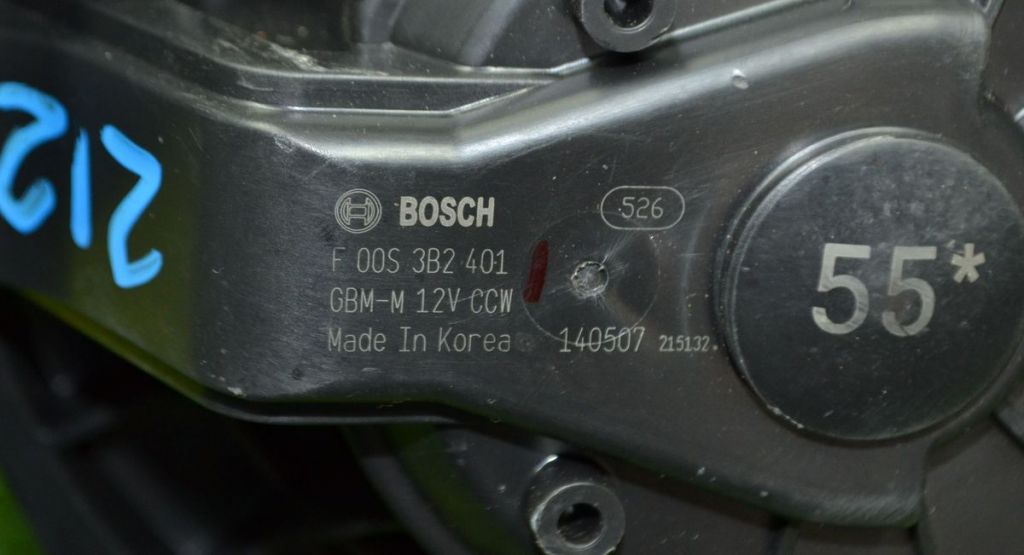 212
BOSCH
526
F 00S 3B2 401
GBM-M 12V CCW
Made In Korea
140507 215132
55*